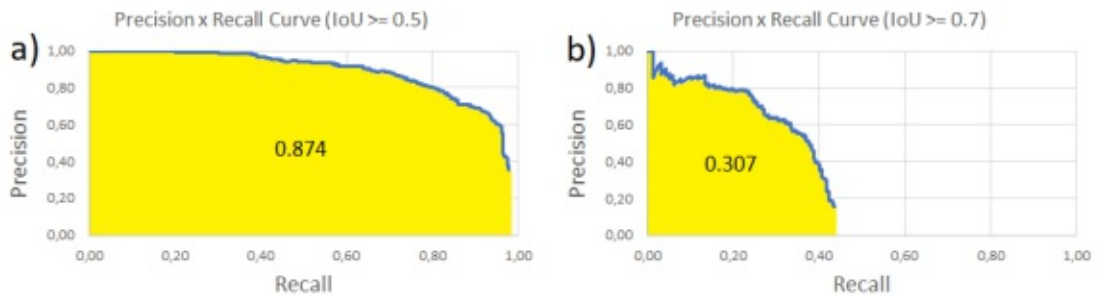 Precision x Recall Curve (IoU >= 0.5)
a)
1,00
0,80
0,60
0,40
0,20
0,00
Precision
0.874
0,00 0,20 0,40 0,60 0,80 1,00
Recall
Precision x Recall Curve (IoU >= 0.7)
b)
1,00
0,80
0,60
0,40
0,20
0,00
Precision
0.307
0,00 0,20 0,40 0,60 0,80 1,00
Recall